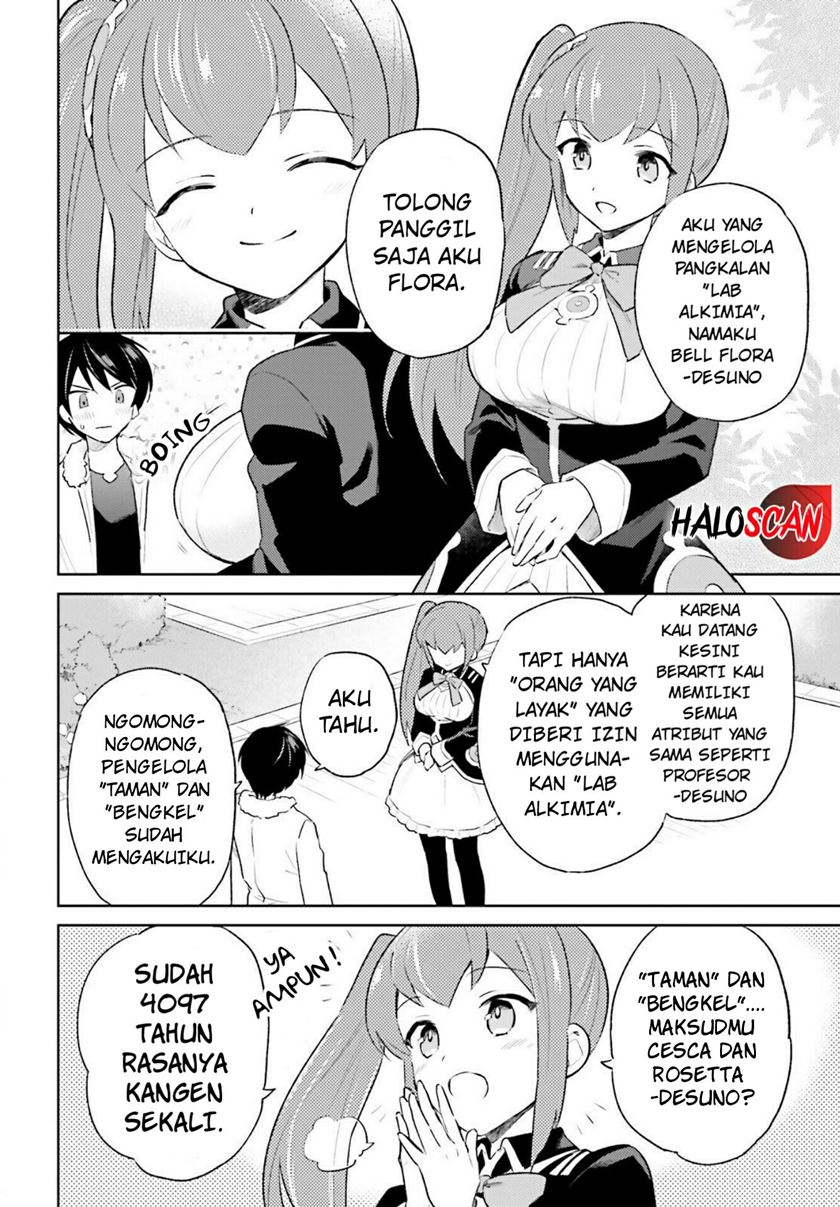 AKU YANG
MENGELOLA
PANGKALAN
"LAB
ALKIMIA",
NAMAKU
BELL FLORA
-DESUNO
TOLONG
PANGGIL
SAJA AKU
FLORA.
BOING
HALOSCAN
KARENA
KAU DATANG
KESINI
BERARTI KAU
MEMILIKI
SEMUA
ATRIBUT YANG
SAMA SEPERTI
PROFESOR
-DESUNO
TAPI HANYA
"ORANG YANG
LAYAK" YANG
DIBERI IZIN
MENGGUNA-
KAN "LAB
ALKIMIA".
AKU
TAHU.
NGOMONG-
NGOMONG,
PENGELOLA
"TAMAN" DAN
"BENGKEL"
SUDAH
MENGAKUIKU.
"TAMAN" DAN
"BENGKEL"....
MAKSUDMU
CESCA DAN
ROSETTA
-DESUNO?
YA
AMPUN!
SUDAH
4097
TAHUN
RASANYA
KANGEN
SEKALI.